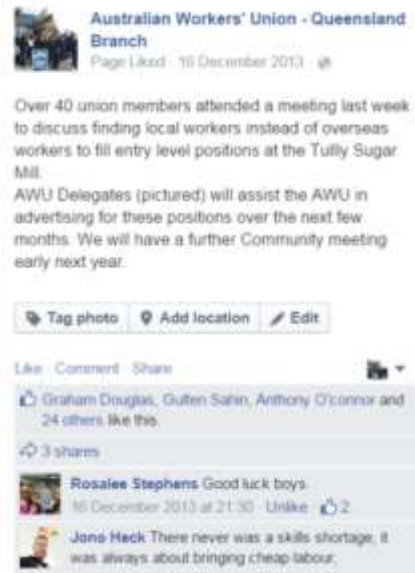 Australian Workers' Union - Queensland
Branch
Page Liked · 16 December 2013 ·
Over 40 union members attended a meeting last week
to discuss finding local workers instead of overseas
workers to fill entry level positions at the Tullly Sugar
Mill.
AWU Delegates (pictured) will assist the AWU in
advertising for these positions over the next few
months. We will have a further Community meeting
early next year.
Tag photo Add location Edit
Like Comment Share
Graham Douglas, Gulten Sahin, Anthony O'connor and
24 others like this.
3 shares
Rosalee Stephens Good luck boys.
16 December 2013 at 21:30 · Unlike · 2
Jono Heck There never was a skills shortage, it
was always about bringing cheap labour,